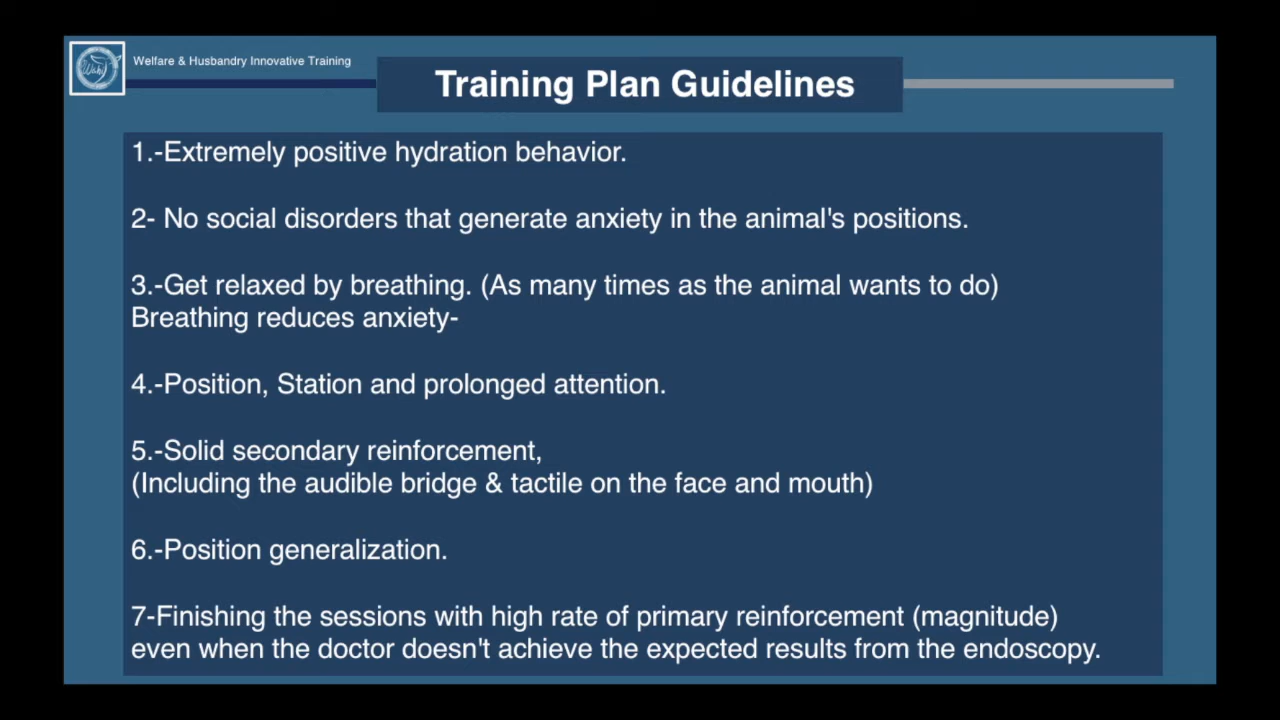 Welfare & Husbandry Innovative Training
Training Plan Guidelines
1.-Extremely positive hydration behavior.
2- No social disorders that generate anxiety in the animal's positions.
3.-Get relaxed by breathing. (As many times as the animal wants to do)
Breathing reduces anxiety-
4.-Position, Station and prolonged attention.
5.-Solid secondary reinforcement,
(Including the audible bridge & tactile on the face and mouth)
6.-Position generalization.
7-Finishing the sessions with high rate of primary reinforcement (magnitude)
even when the doctor doesn't achieve the expected results from the endoscopy.